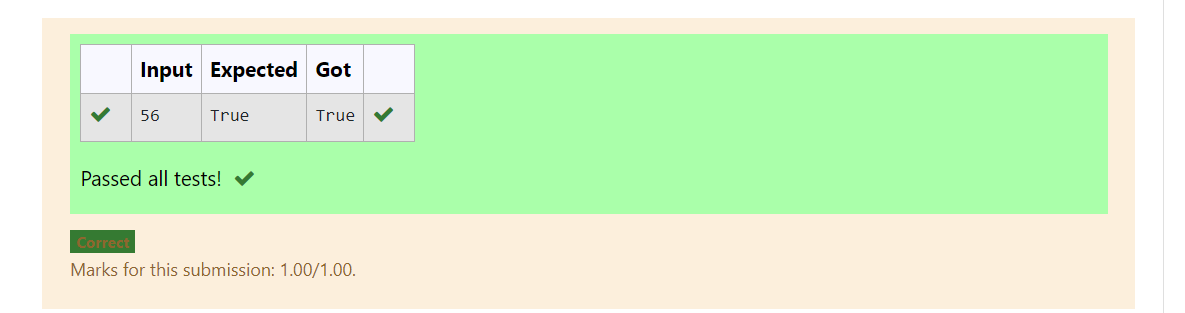 Input Expected Got
56 True True
Passed all tests!
Correct
Marks for this submission: 1.00/1.00.